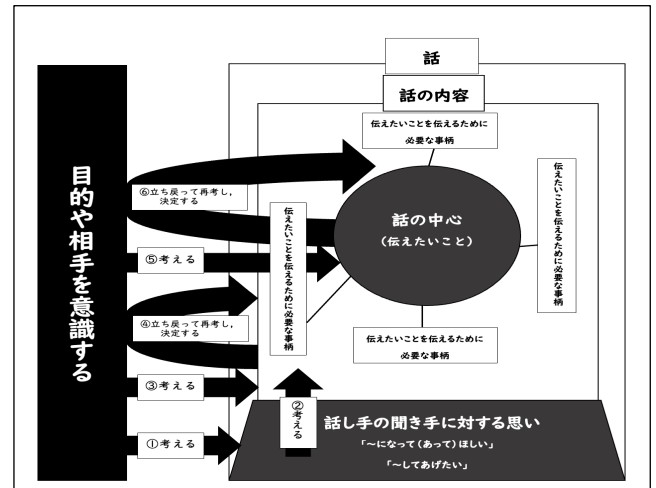 話
話の内容
伝えたいことを伝えるために
必要な事柄
目的や相手を意識する
⑥立ち戻って再考し,
決定する
伝えたいことを伝えるために必要な事柄
話の中心
(伝えたいこと)
伝えたいことを伝えるために必要な事柄
⑤考える
④立ち戻って再考し,
決定する
伝えたいことを伝えるために
必要な事柄
③考える
②考える
①考える
話し手の聞き手に対する思い
「~になって(あって)ほしい」
「~してあげたい」